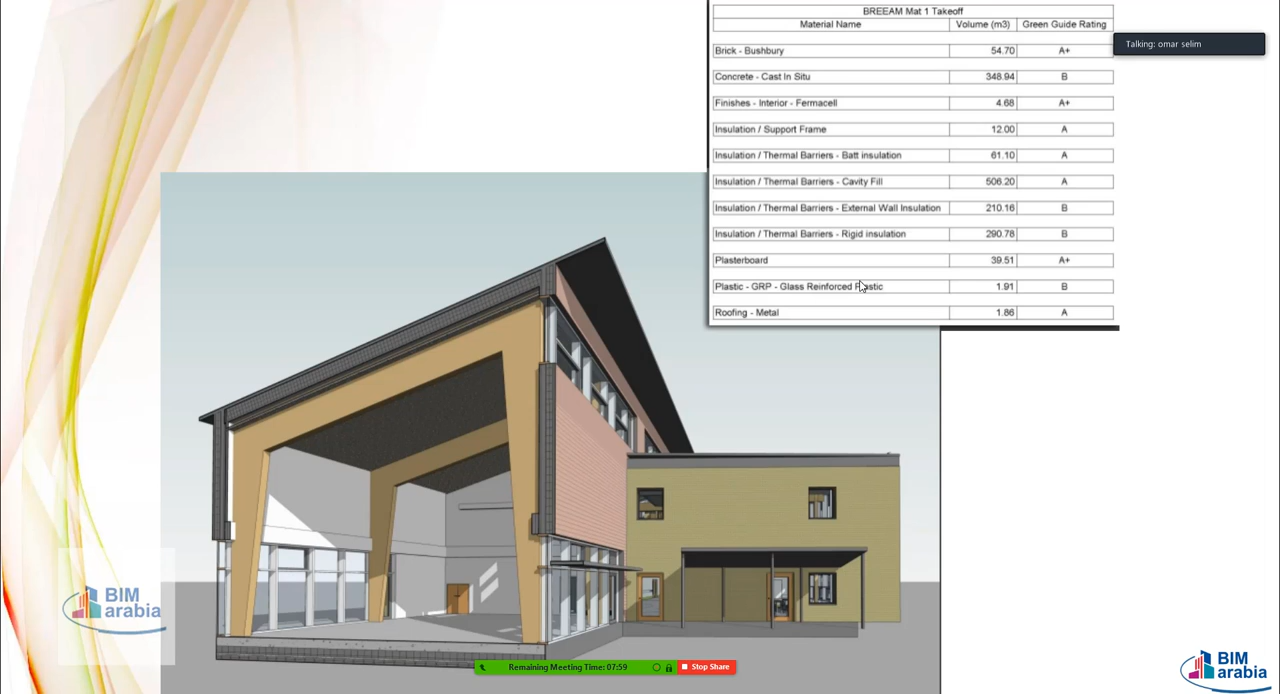 BREEAM Mat 1 Takeoff
Material Name Volume (m3) Green Guide Rating
Brick - Bushbury 54.70 A+
Concrete - Cast In Situ 348.94 B
Finishes - Interior - Fermacell 4.68 A+
Insulation / Support Frame 12.00 A
Insulation / Thermal Barriers - Batt insulation 61.10 A
Insulation / Thermal Barriers - Cavity Fill 506.20 A
Insulation / Thermal Barriers - External Wall Insulation 210.16 B
Insulation / Thermal Barriers - Rigid insulation 290.78 B
Plasterboard 39.51 A+
Plastic - GRP - Glass Reinforced Plastic 1.91 B
Roofing - Metal 1.86 A
Talking: omar selim
BIM
arabia
Remaining Meeting Time: 07:59
Stop Share
BIM
arabia